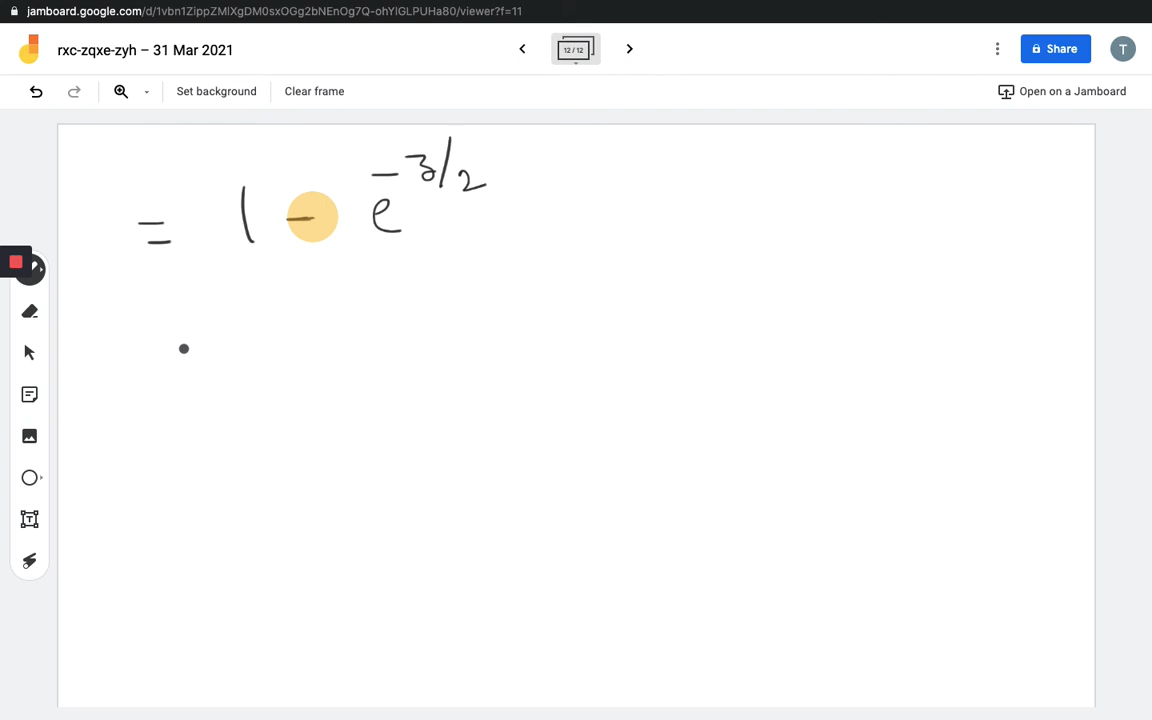 jamboard.google.com/d/1vbn1ZippZMlXgDM0sxOGg2bNEnOg7Q-ohYlGLPUHa80/viewer?f=11
rxc-zqxe-zyh – 31 Mar 2021
12 / 12
Share
T
Set background
Clear frame
Open on a Jamboard
= 1 - e^{-3/2}